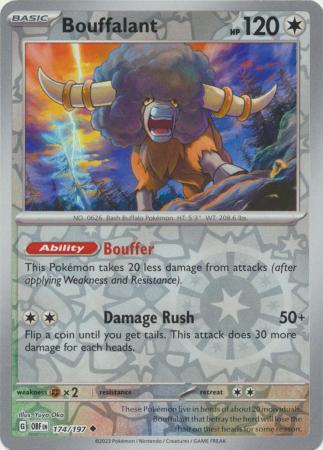 BASIC
Bouffalant HP 120
NO. 0626 Bash Buffalo Pokémon HT: 5'3" WT: 208.6 lbs.
Ability Bouffer
This Pokémon takes 20 less damage from attacks (after
applying Weakness and Resistance).
Damage Rush 50+
Flip a coin until you get tails. This attack does 30 more
damage for each heads.
weakness ×2 resistance retreat
Illus. Yuya Oka
G OBF EN 174/197
These Pokémon live in herds of about 20 individuals.
Bouffalant that betray the herd will lose the
hair on their heads for some reason.
©2023 Pokémon / Nintendo / Creatures / GAME FREAK